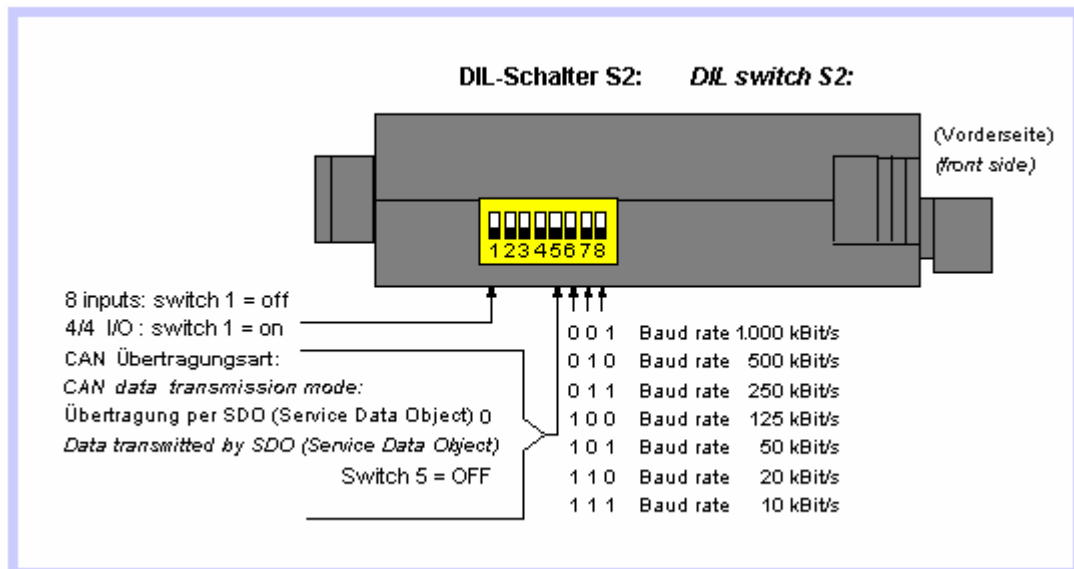 DIL-Schalter S2: DIL switch S2:
(Vorderseite)
(front side)
12345678
8 inputs: switch 1 = off
4/4 I/O : switch 1 = on
CAN Übertragungsart:
CAN data transmission mode:
Übertragung per SDO (Service Data Object) 0
Data transmitted by SDO (Service Data Object)
Switch 5 = OFF
0 0 1 Baud rate 1.000 kBit/s
0 1 0 Baud rate 500 kBit/s
0 1 1 Baud rate 250 kBit/s
1 0 0 Baud rate 125 kBit/s
1 0 1 Baud rate 50 kBit/s
1 1 0 Baud rate 20 kBit/s
1 1 1 Baud rate 10 kBit/s